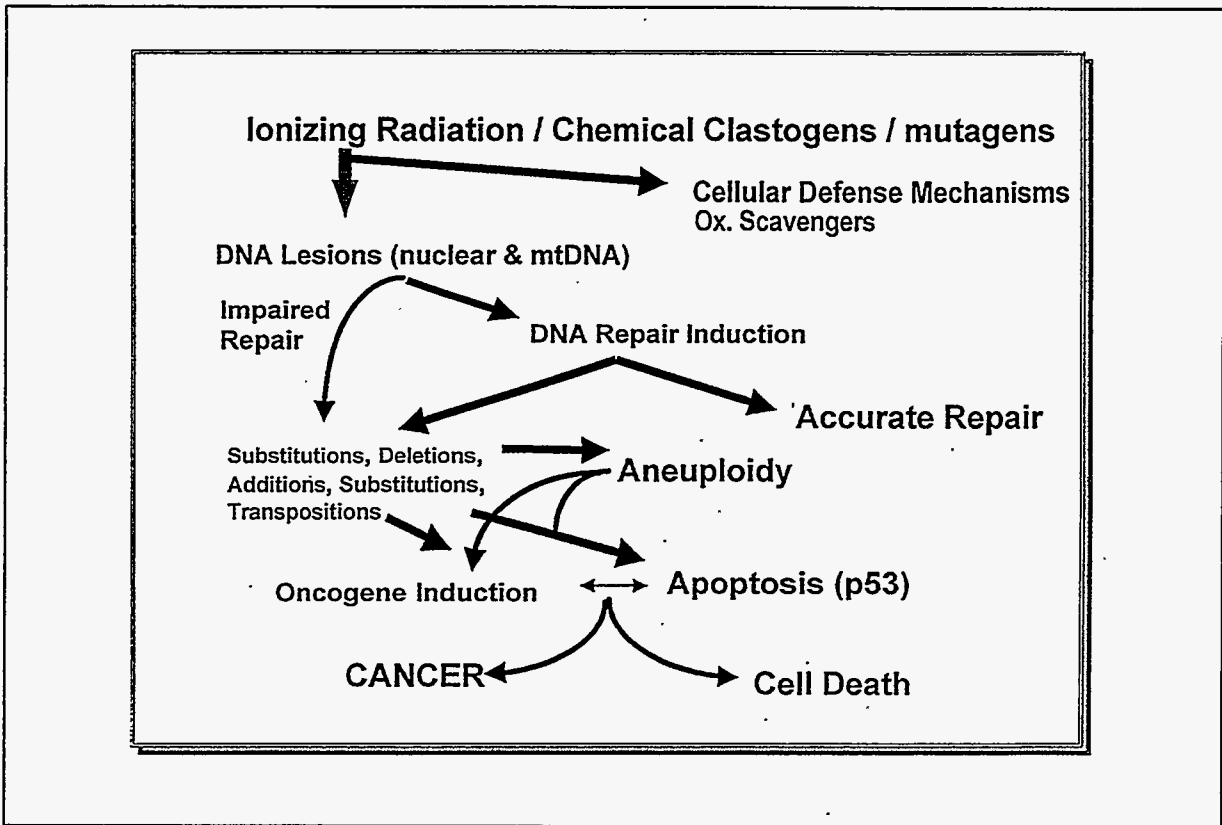 Ionizing Radiation / Chemical Clastogens / mutagens
Cellular Defense Mechanisms
Ox. Scavengers
DNA Lesions (nuclear & mtDNA)
Impaired
Repair
DNA Repair Induction
Accurate Repair
Substitutions, Deletions,
Additions, Substitutions,
Transpositions
Aneuploidy
Oncogene Induction
Apoptosis (p53)
CANCER
Cell Death